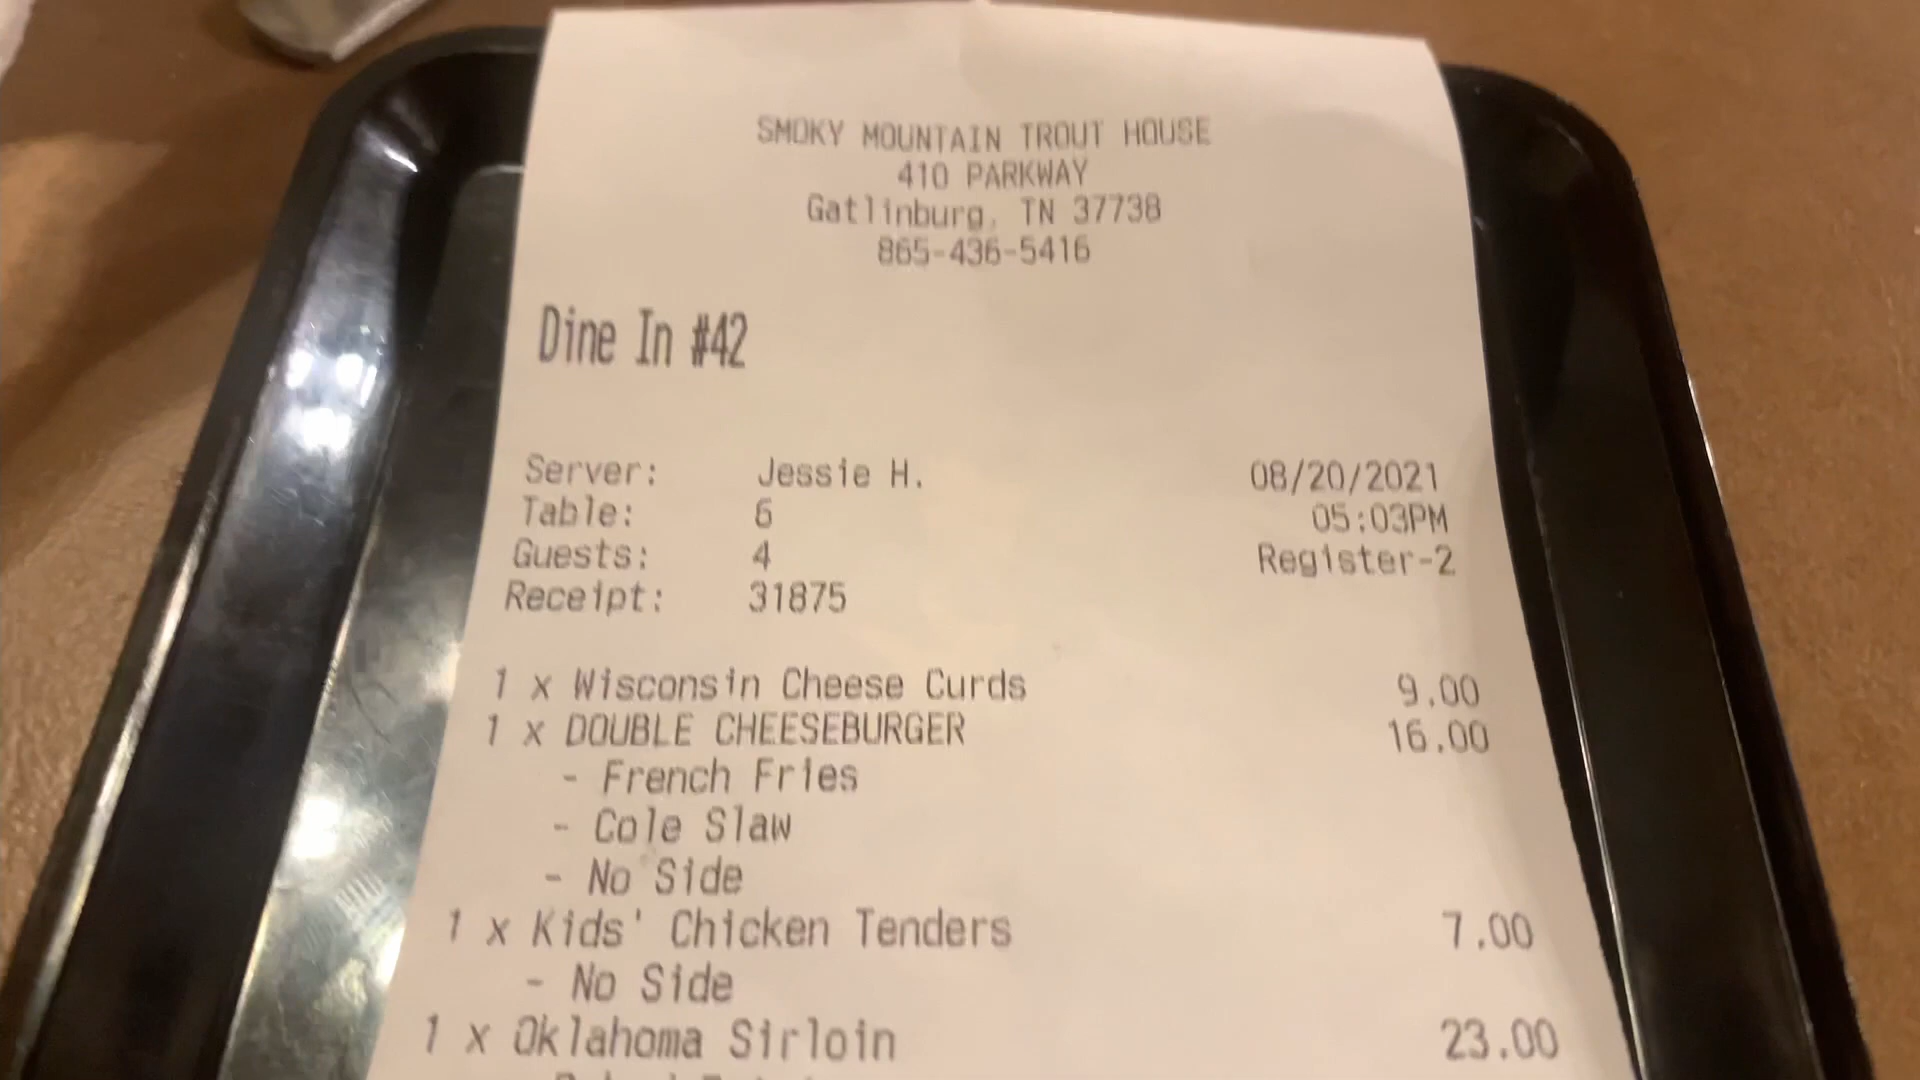 SMOKY MOUNTAIN TROUT HOUSE
410 PARKWAY
Gatlinburg, TN 37738
865-436-5416
Dine In #42
Server: Jessie H. 08/20/2021
Table: 6 05:03PM
Guests: 4 Register-2
Receipt: 31875
1 x Wisconsin Cheese Curds 9.00
1 x DOUBLE CHEESEBURGER 16.00
- French Fries
- Cole Slaw
- No Side
1 x Kids' Chicken Tenders 7.00
- No Side
1 x Oklahoma Sirloin 23.00